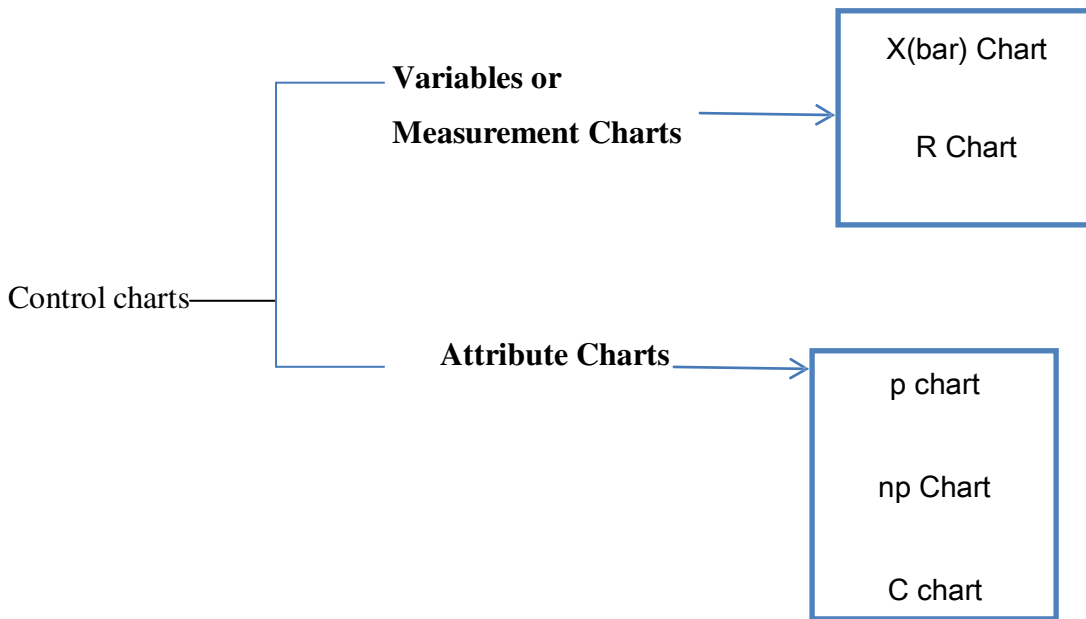 Control charts
Variables or
Measurement Charts
X(bar) Chart
R Chart
Attribute Charts
p chart
np Chart
C chart